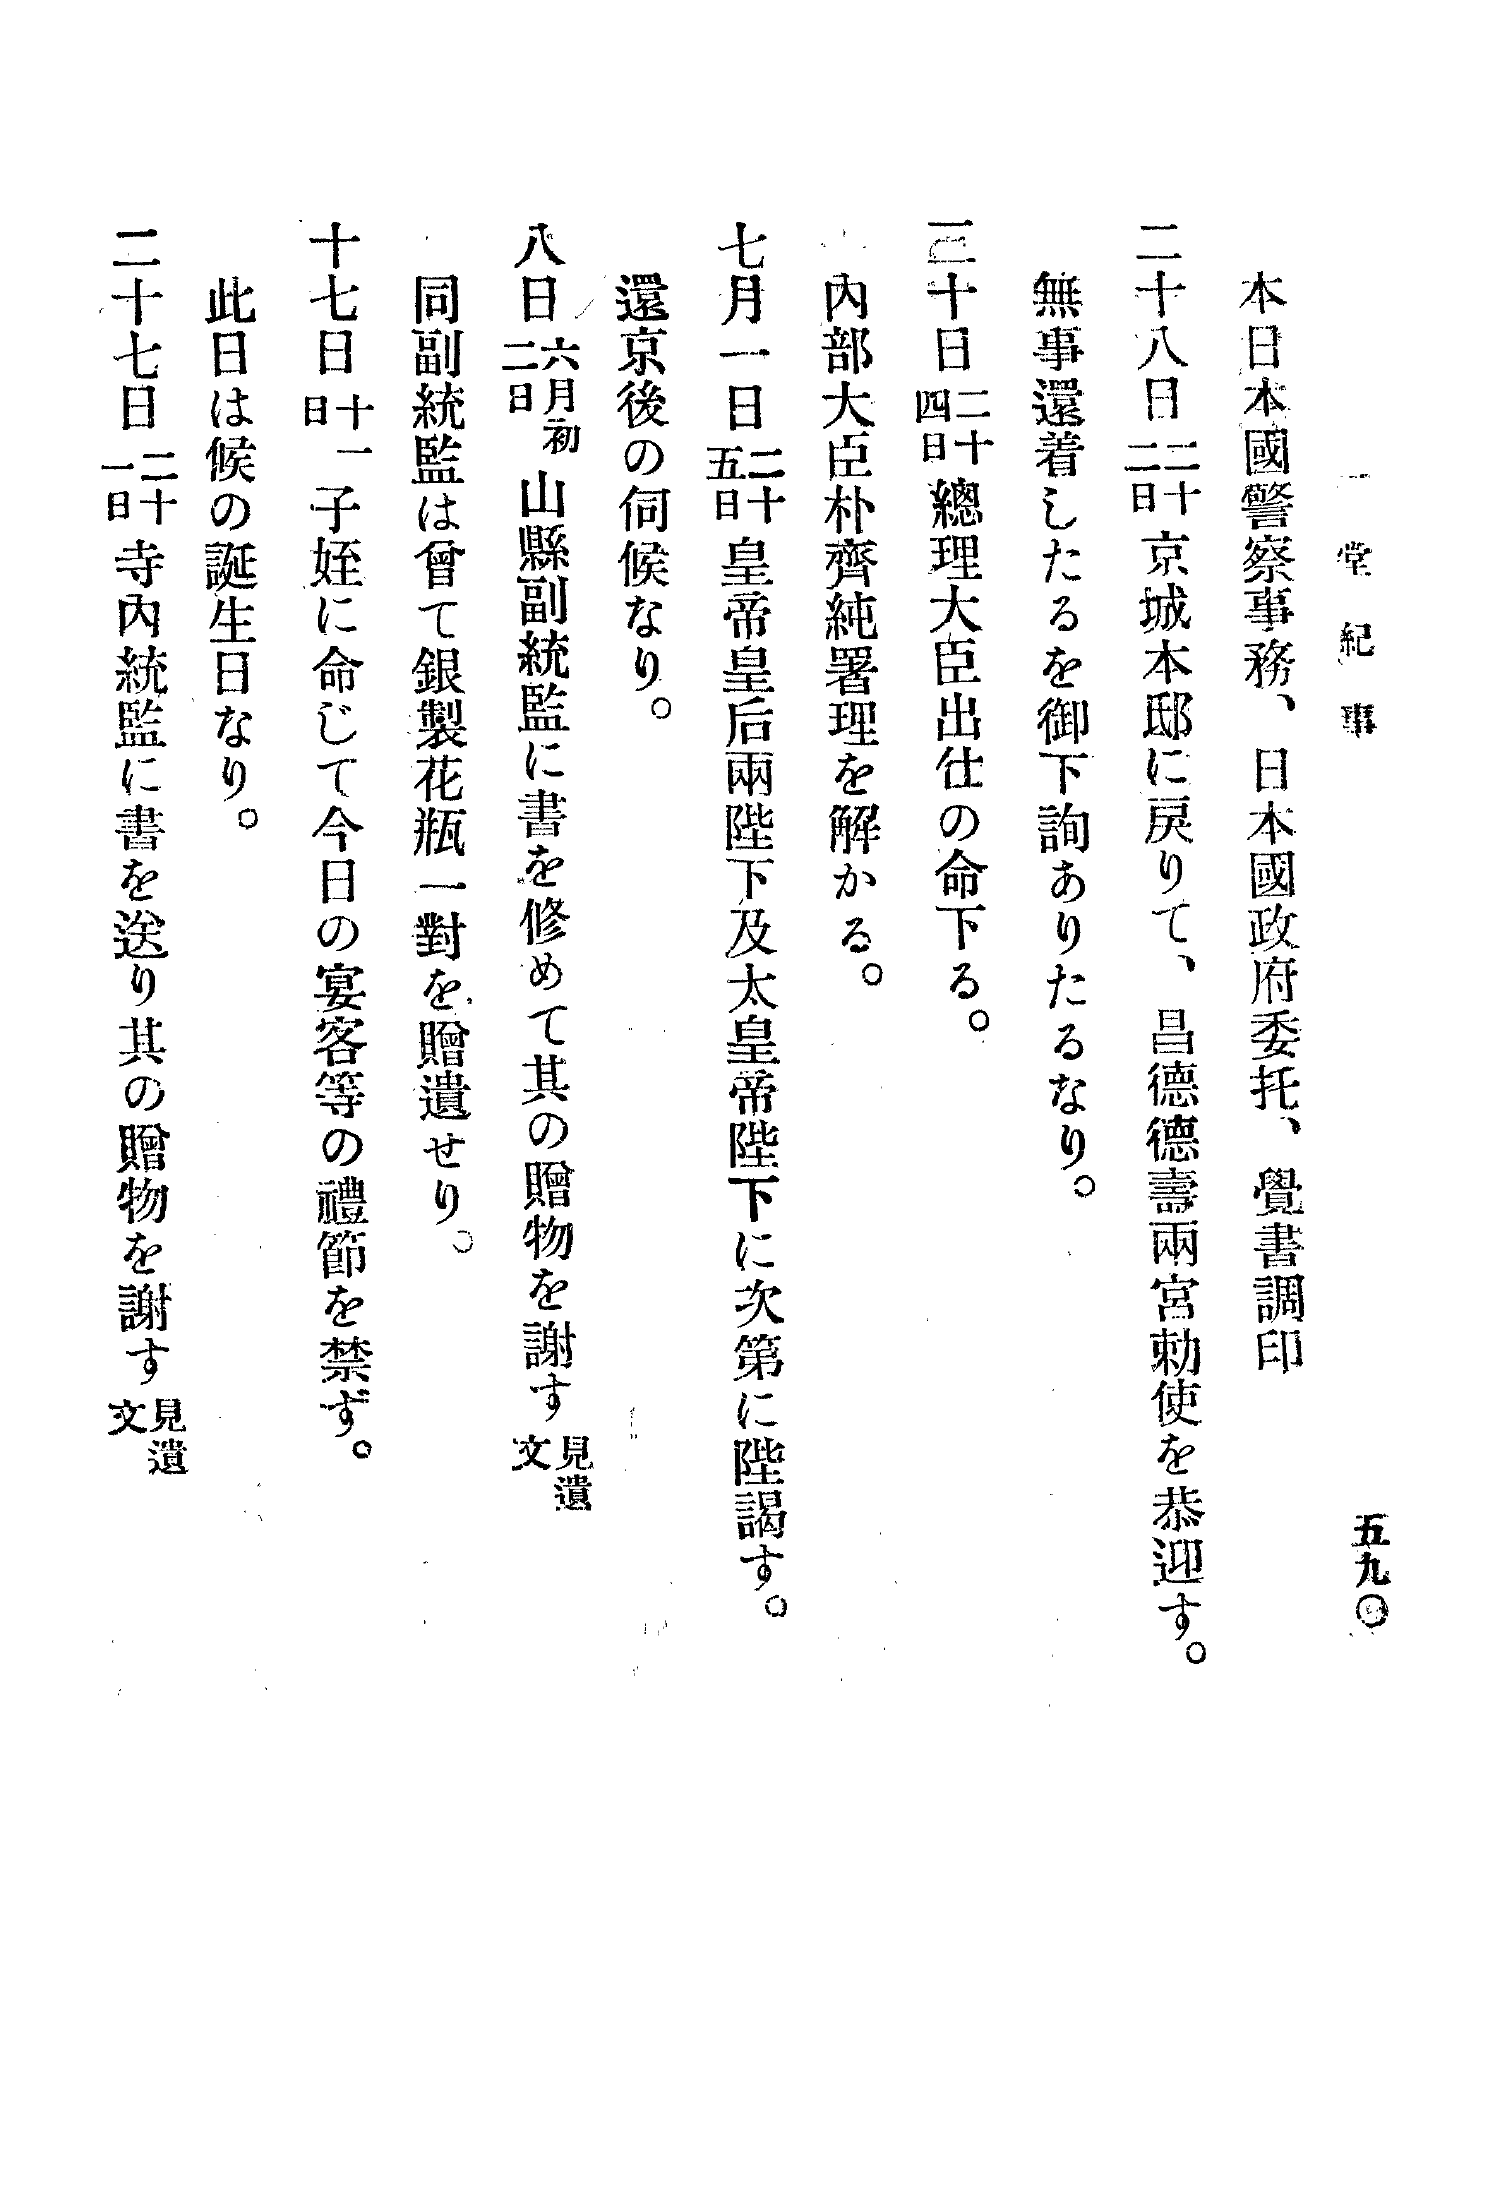 一堂紀事
五九〇
本日日本國警察事務、日本國政府委托、覺書調印
二十八日二十二日京城本邸に戻りて、昌德德壽兩宮勅使を恭迎す。
無事還着したるを御下詢ありたるなり。
三十日二十四日總理大臣出仕の命下る。
內部大臣朴齊純署理を解かる。
七月一日二十五日皇帝皇后兩陛下及太皇帝陛下に次第に陛謁す。
還京後の伺候なり。
八日六月初二日山縣副統監に書を修めて其の贈物を謝す見遺文
同副統監は曾て銀製花瓶一對を贈遺せり。
十七日十一日子姪に命じて今日の宴客等の禮節を禁ず。
此日は候の誕生日なり。
二十七日二十一日寺內統監に書を送り其の贈物を謝す見遺文